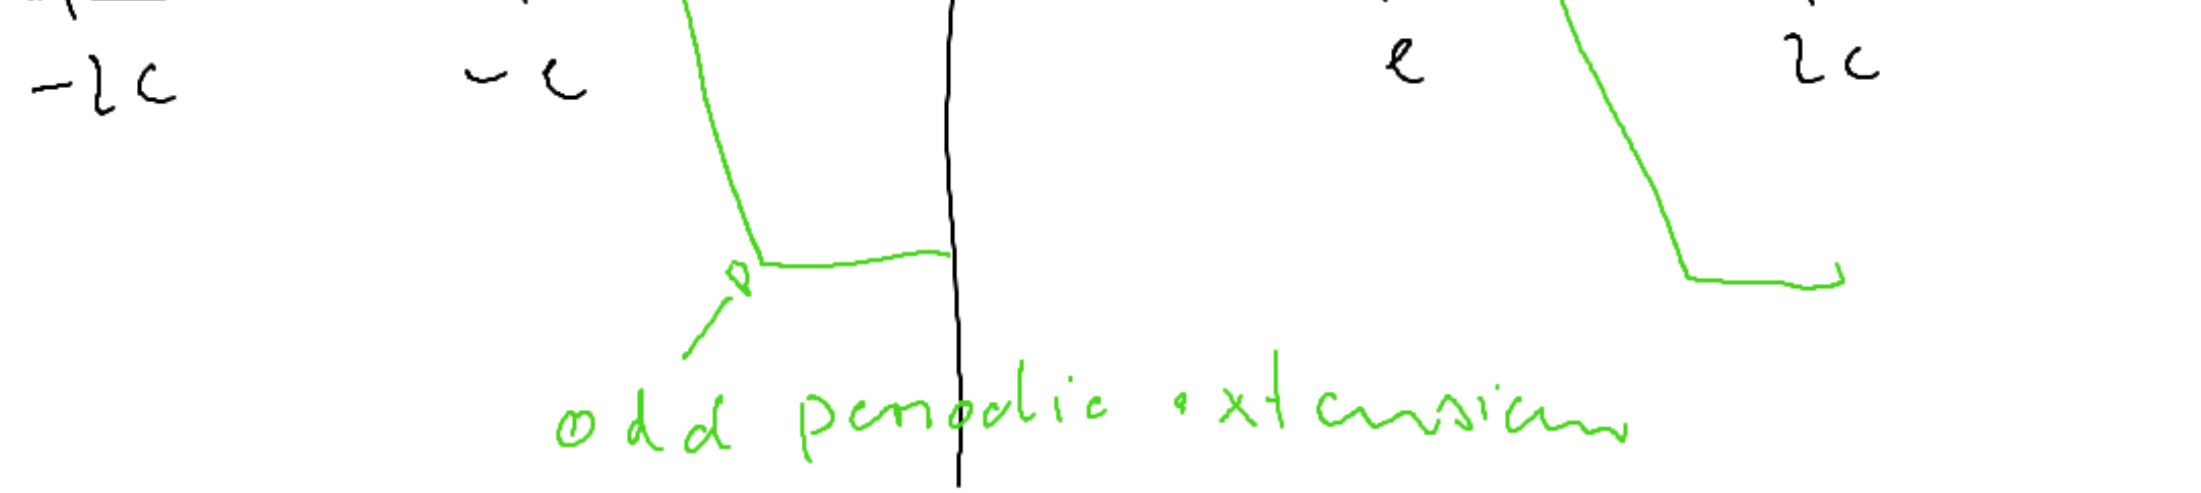 -2c -c c 2c
odd periodic extension